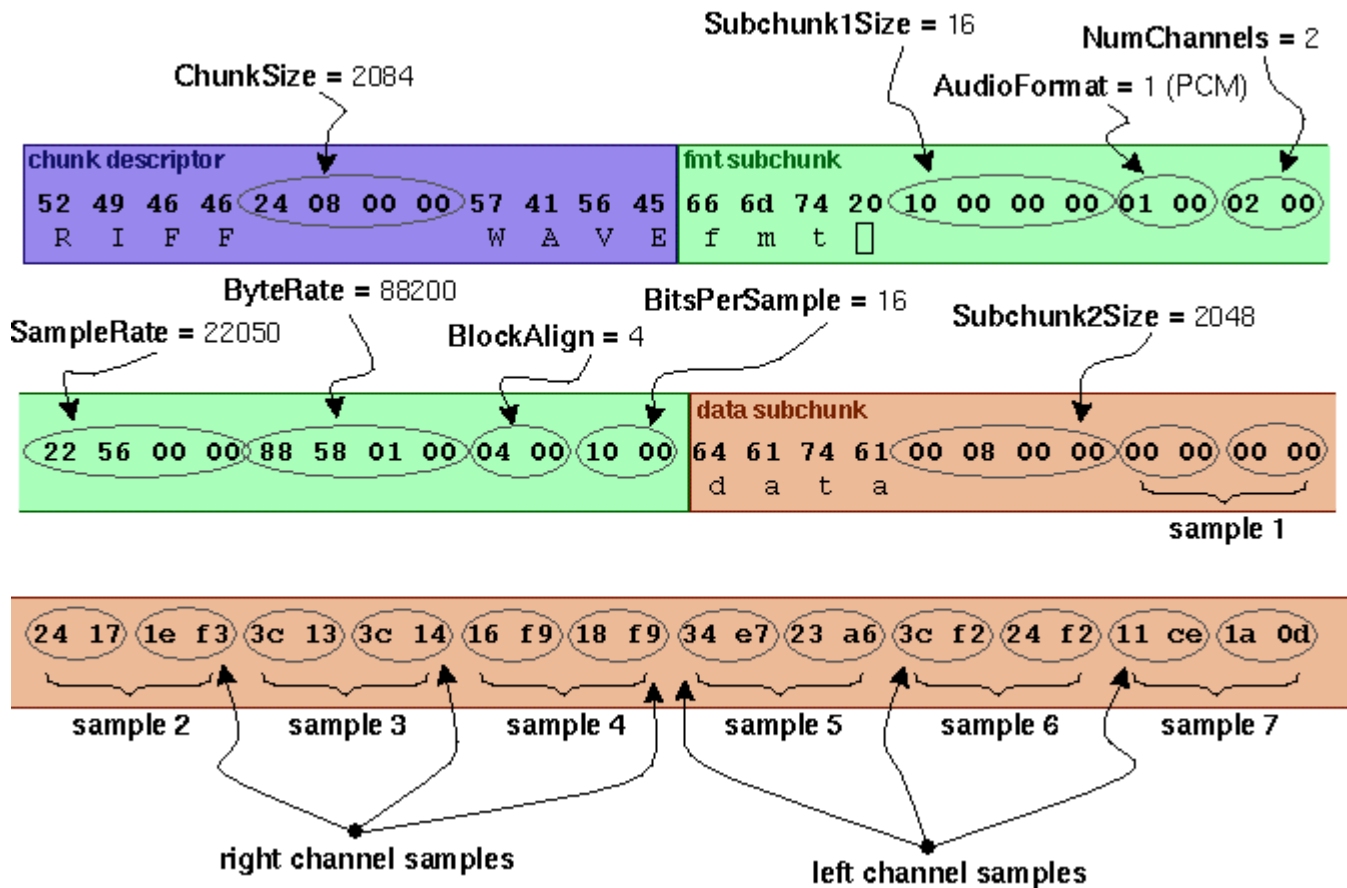 Subchunk1Size = 16
NumChannels = 2
ChunkSize = 2084
AudioFormat = 1 (PCM)
chunk descriptor
fmt subchunk
52 49 46 46 24 08 00 00 57 41 56 45 66 6d 74 20 10 00 00 00 01 00 02 00
R I F F W A V E f m t
ByteRate = 88200
BitsPerSample = 16
SampleRate = 22050
BlockAlign = 4
Subchunk2Size = 2048
data subchunk
22 56 00 00 88 58 01 00 04 00 10 00 64 61 74 61 00 08 00 00 00 00 00 00
d a t a
sample 1
24 17 1e f3 3c 13 3c 14 16 f9 18 f9 34 e7 23 a6 3c f2 24 f2 11 ce 1a 0d
sample 2 sample 3 sample 4 sample 5 sample 6 sample 7
right channel samples
left channel samples